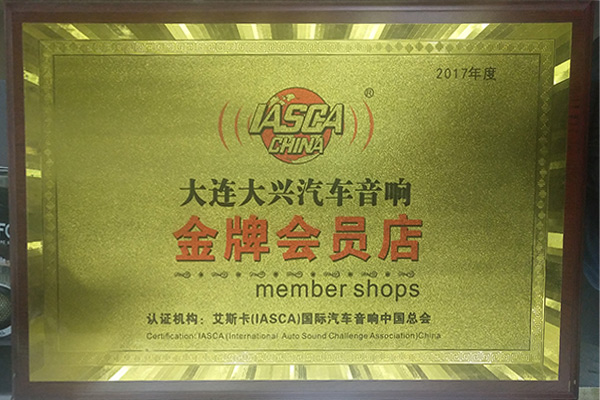 2017年度
®
IASCA
CHINA
大连大兴汽车音响
金牌会员店
member shops
认证机构：艾斯卡(IASCA)国际汽车音响中国总会
Certification: IASCA(International Auto Sound Challenge Association)China